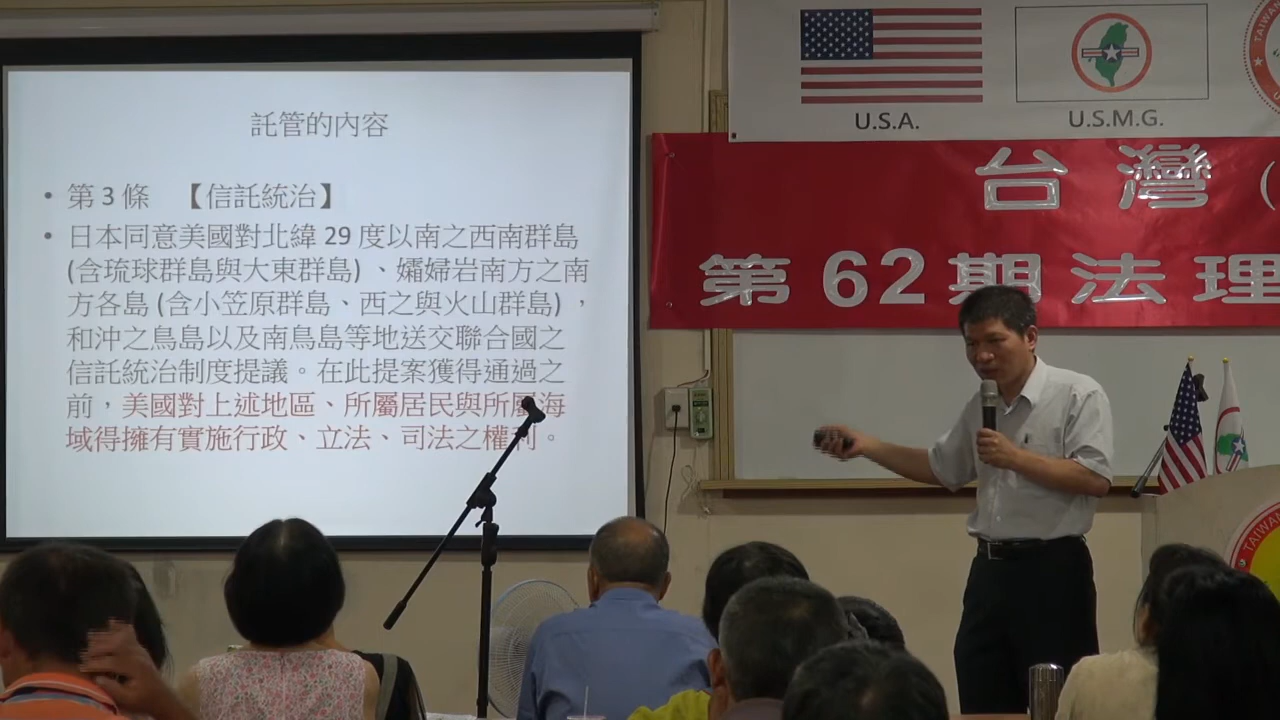 託管的內容
• 第 3 條 【信託統治】
• 日本同意美國對北緯 29 度以南之西南群島
(含琉球群島與大東群島) 、孀婦岩南方之南
方各島 (含小笠原群島、西之與火山群島) ，
和沖之鳥島以及南鳥島等地送交聯合國之
信託統治制度提議。在此提案獲得通過之
前，美國對上述地區、所屬居民與所屬海
域得擁有實施行政、立法、司法之權利。
U.S.A.
U.S.M.G.
TAIWAN
台灣（
第62期法理
TAIWAN